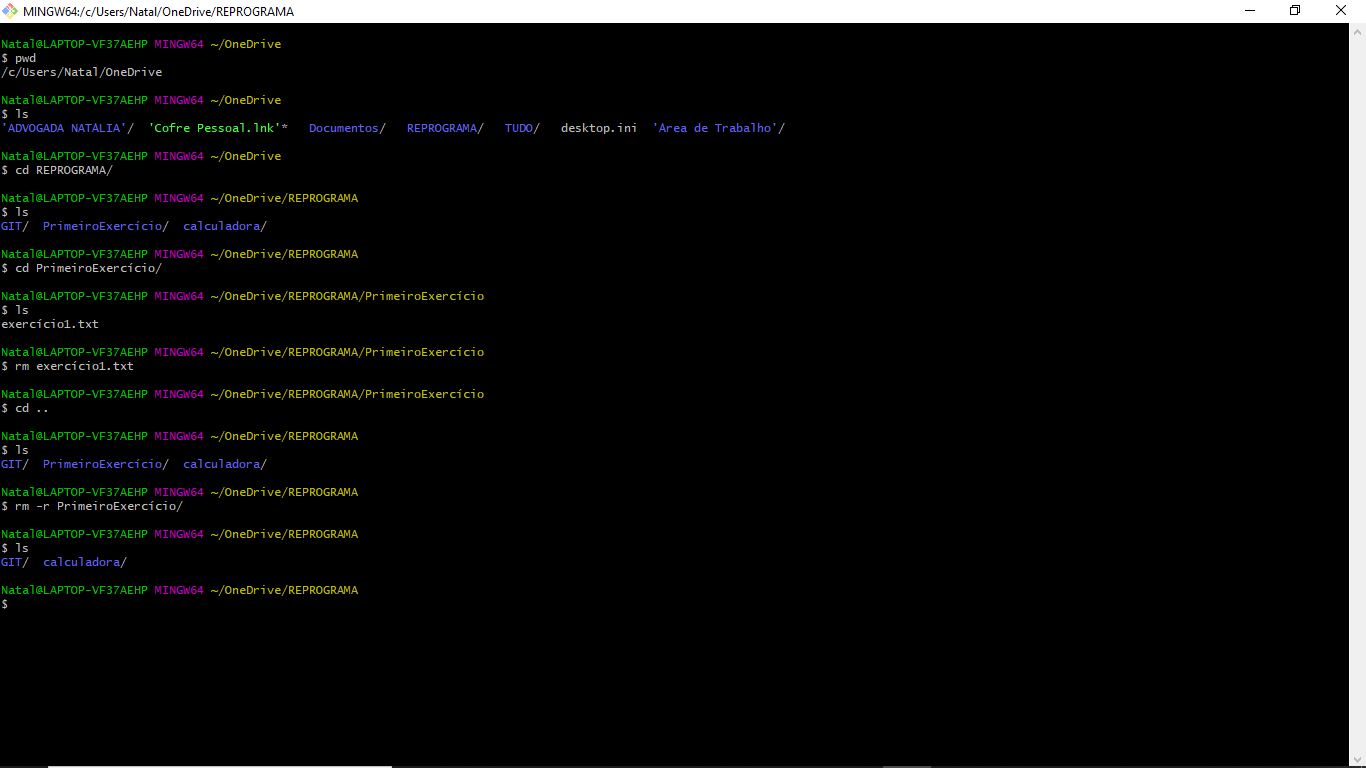 MINGW64:/c/Users/Natal/OneDrive/REPROGRAMA
Natal@LAPTOP-VF37AEHP MINGW64 ~/OneDrive
$ pwd
/c/Users/Natal/OneDrive
Natal@LAPTOP-VF37AEHP MINGW64 ~/OneDrive
$ ls
'ADVOGADA NATÁLIA'/  'Cofre Pessoal.lnk'*   Documentos/   REPROGRAMA/   TUDO/   desktop.ini  'Área de Trabalho'/
Natal@LAPTOP-VF37AEHP MINGW64 ~/OneDrive
$ cd REPROGRAMA/
Natal@LAPTOP-VF37AEHP MINGW64 ~/OneDrive/REPROGRAMA
$ ls
GIT/  PrimeiroExercício/  calculadora/
Natal@LAPTOP-VF37AEHP MINGW64 ~/OneDrive/REPROGRAMA
$ cd PrimeiroExercício/
Natal@LAPTOP-VF37AEHP MINGW64 ~/OneDrive/REPROGRAMA/PrimeiroExercício
$ ls
exercício1.txt
Natal@LAPTOP-VF37AEHP MINGW64 ~/OneDrive/REPROGRAMA/PrimeiroExercício
$ rm exercício1.txt
Natal@LAPTOP-VF37AEHP MINGW64 ~/OneDrive/REPROGRAMA/PrimeiroExercício
$ cd ..
Natal@LAPTOP-VF37AEHP MINGW64 ~/OneDrive/REPROGRAMA
$ ls
GIT/  PrimeiroExercício/  calculadora/
Natal@LAPTOP-VF37AEHP MINGW64 ~/OneDrive/REPROGRAMA
$ rm -r PrimeiroExercício/
Natal@LAPTOP-VF37AEHP MINGW64 ~/OneDrive/REPROGRAMA
$ ls
GIT/  calculadora/
Natal@LAPTOP-VF37AEHP MINGW64 ~/OneDrive/REPROGRAMA
$